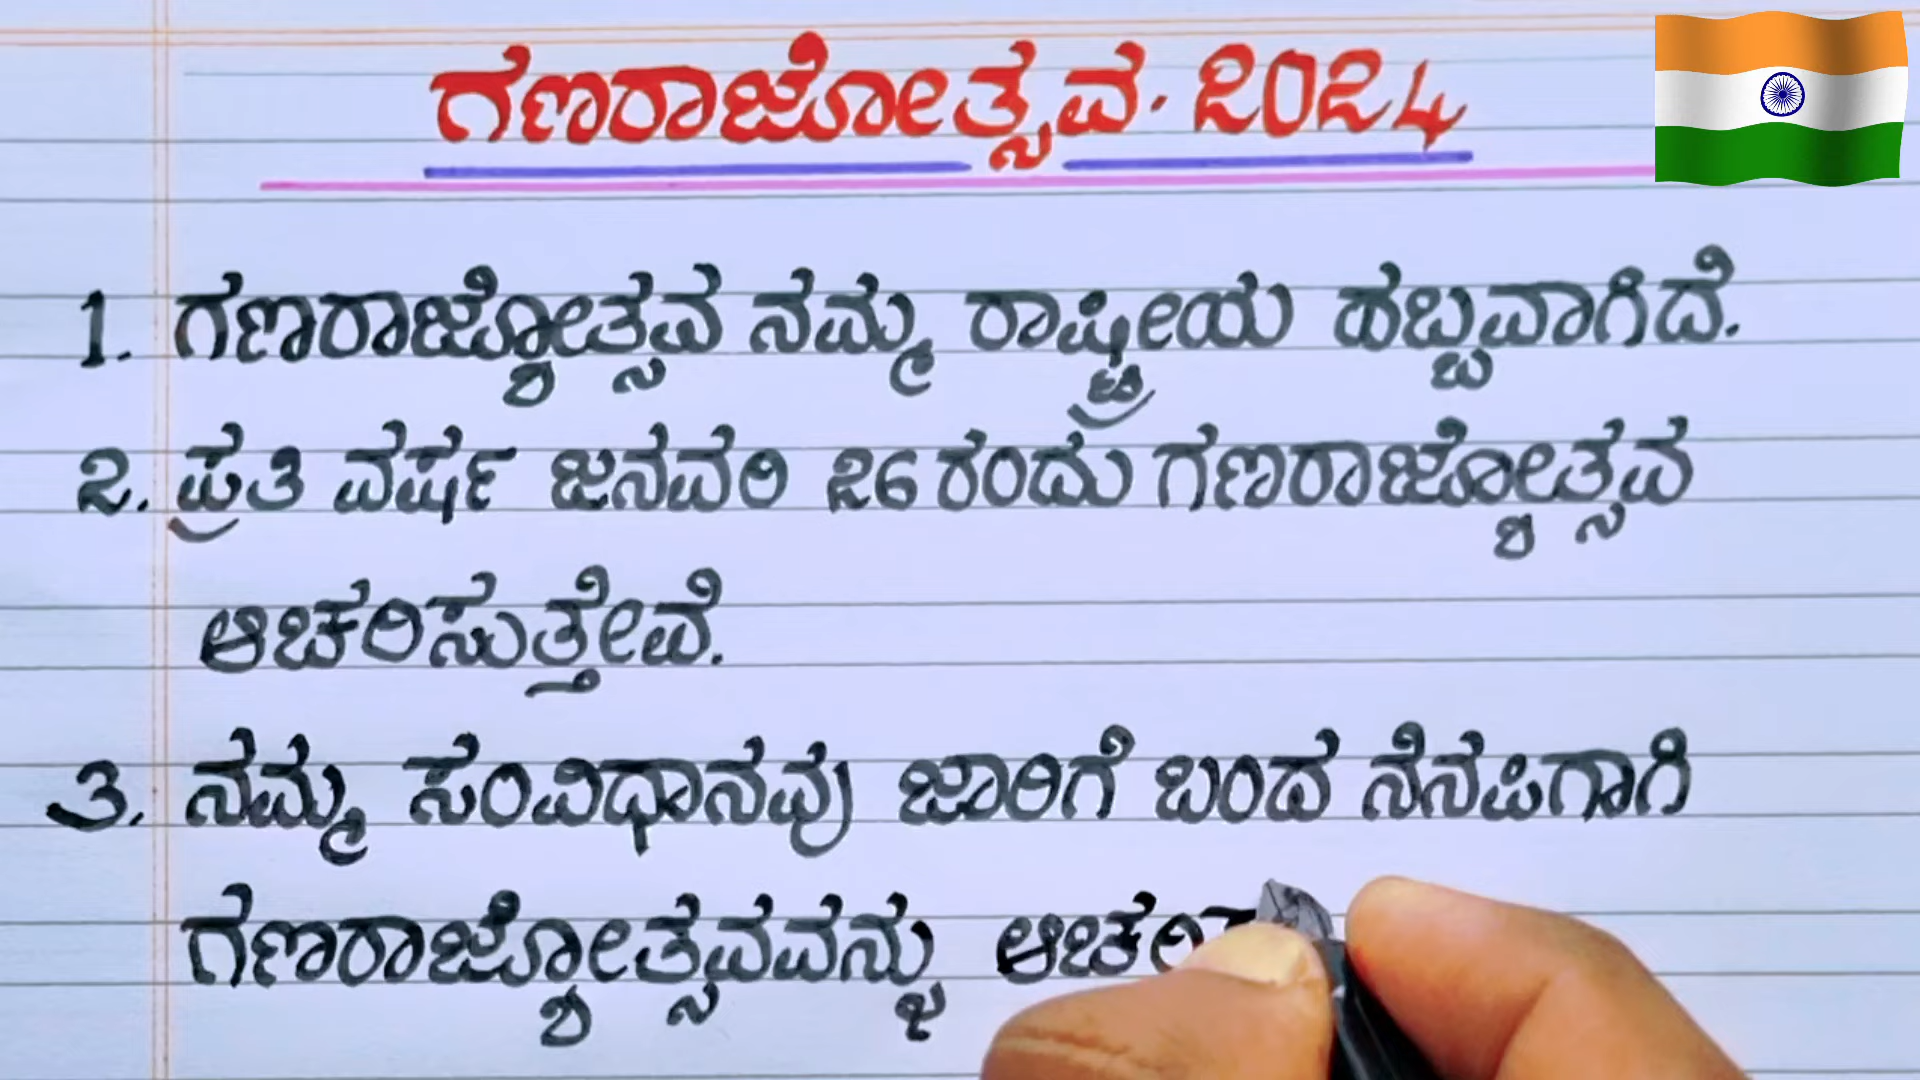 ಗಣರಾಜೋತ್ಸವ. 2024
1. ಗಣರಾಜ್ಯೋತ್ಸವ ನಮ್ಮ ರಾಷ್ಟ್ರೀಯ ಹಬ್ಬವಾಗಿದೆ.
2. ಪ್ರತಿ ವರ್ಷ ಜನವರಿ 26 ರಂದು ಗಣರಾಜ್ಯೋತ್ಸವ
ಆಚರಿಸುತ್ತೇವೆ.
3. ನಮ್ಮ ಸಂವಿಧಾನವು ಜಾರಿಗೆ ಬಂದ ನೆನಪಿಗಾಗಿ
ಗಣರಾಜ್ಯೋತ್ಸವವನ್ನು ಆಚರಿ